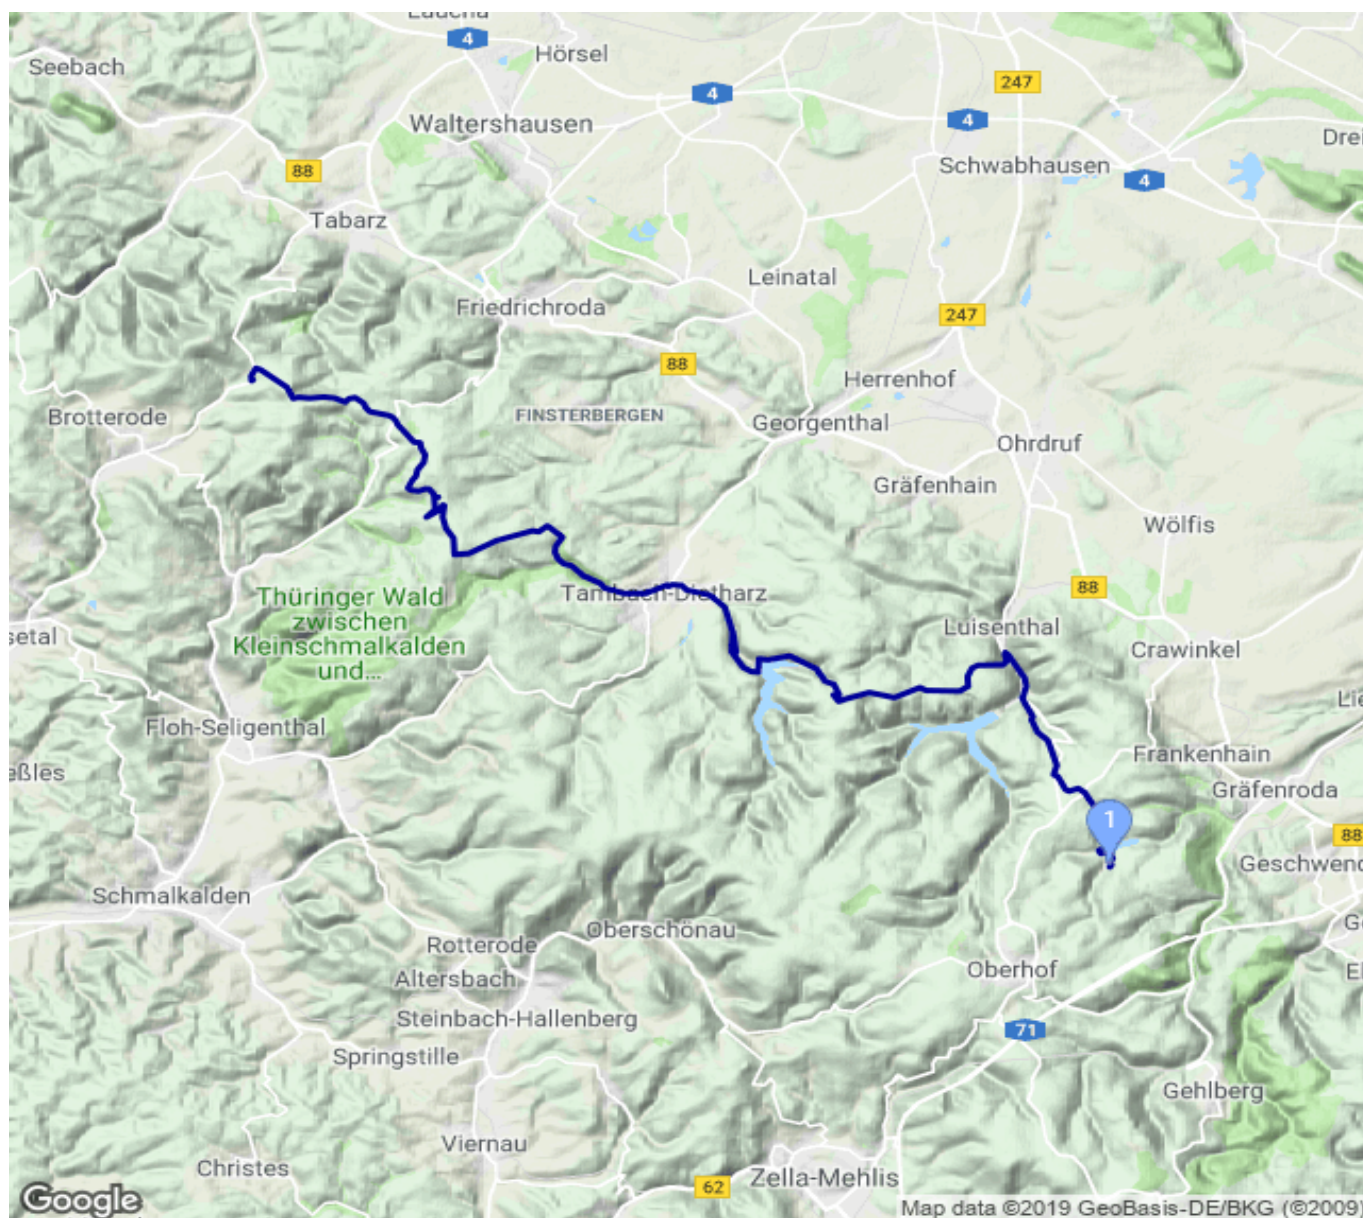 Laucha
4
Hörsel
Seebach
247
4
Waltershausen
4
Schwabhausen
4
88
Tabarz
Leinatal
Friedrichroda
247
88
Herrenhof
Brotterode
FINSTERBERGEN
Georgenthal
Ohrdruf
Gräfenhain
Wölfis
Thüringer Wald
zwischen
Kleinschmalkalden
und...
Tambach-Dietharz
88
Luisenthal
Crawinkel
setal
Floh-Seligenthal
Frankenhain
eßles
Gräfenroda
1
88
Geschwend
Schmalkalden
Oberschönau
Rotterode
Altersbach
Oberhof
Steinbach-Hallenberg
71
Springstille
Gehlberg
Viernau
Christes
62
Zella-Mehlis
Google
Map data ©2019 GeoBasis-DE/BKG (©2009)